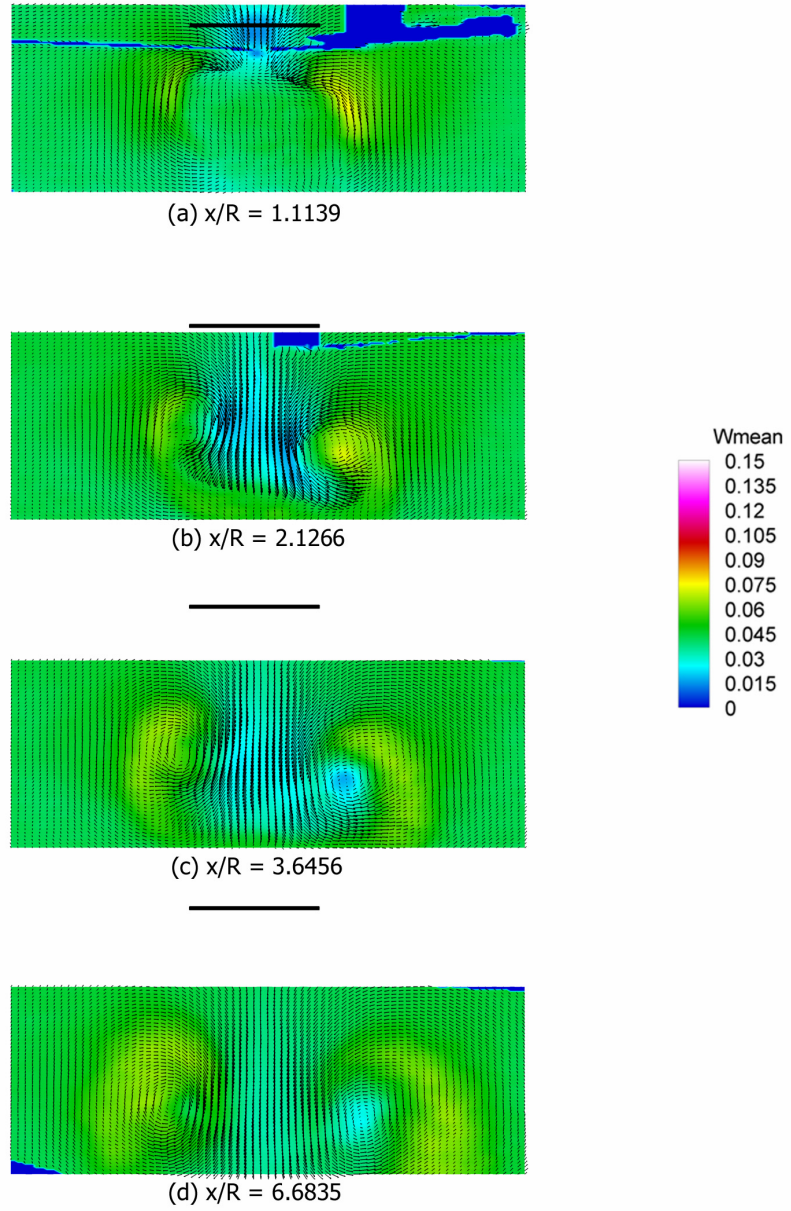 (a) x/R = 1.1139
(b) x/R = 2.1266
Wmean
0.15
0.135
0.12
0.105
0.09
0.075
0.06
0.045
0.03
0.015
0
(c) x/R = 3.6456
(d) x/R = 6.6835